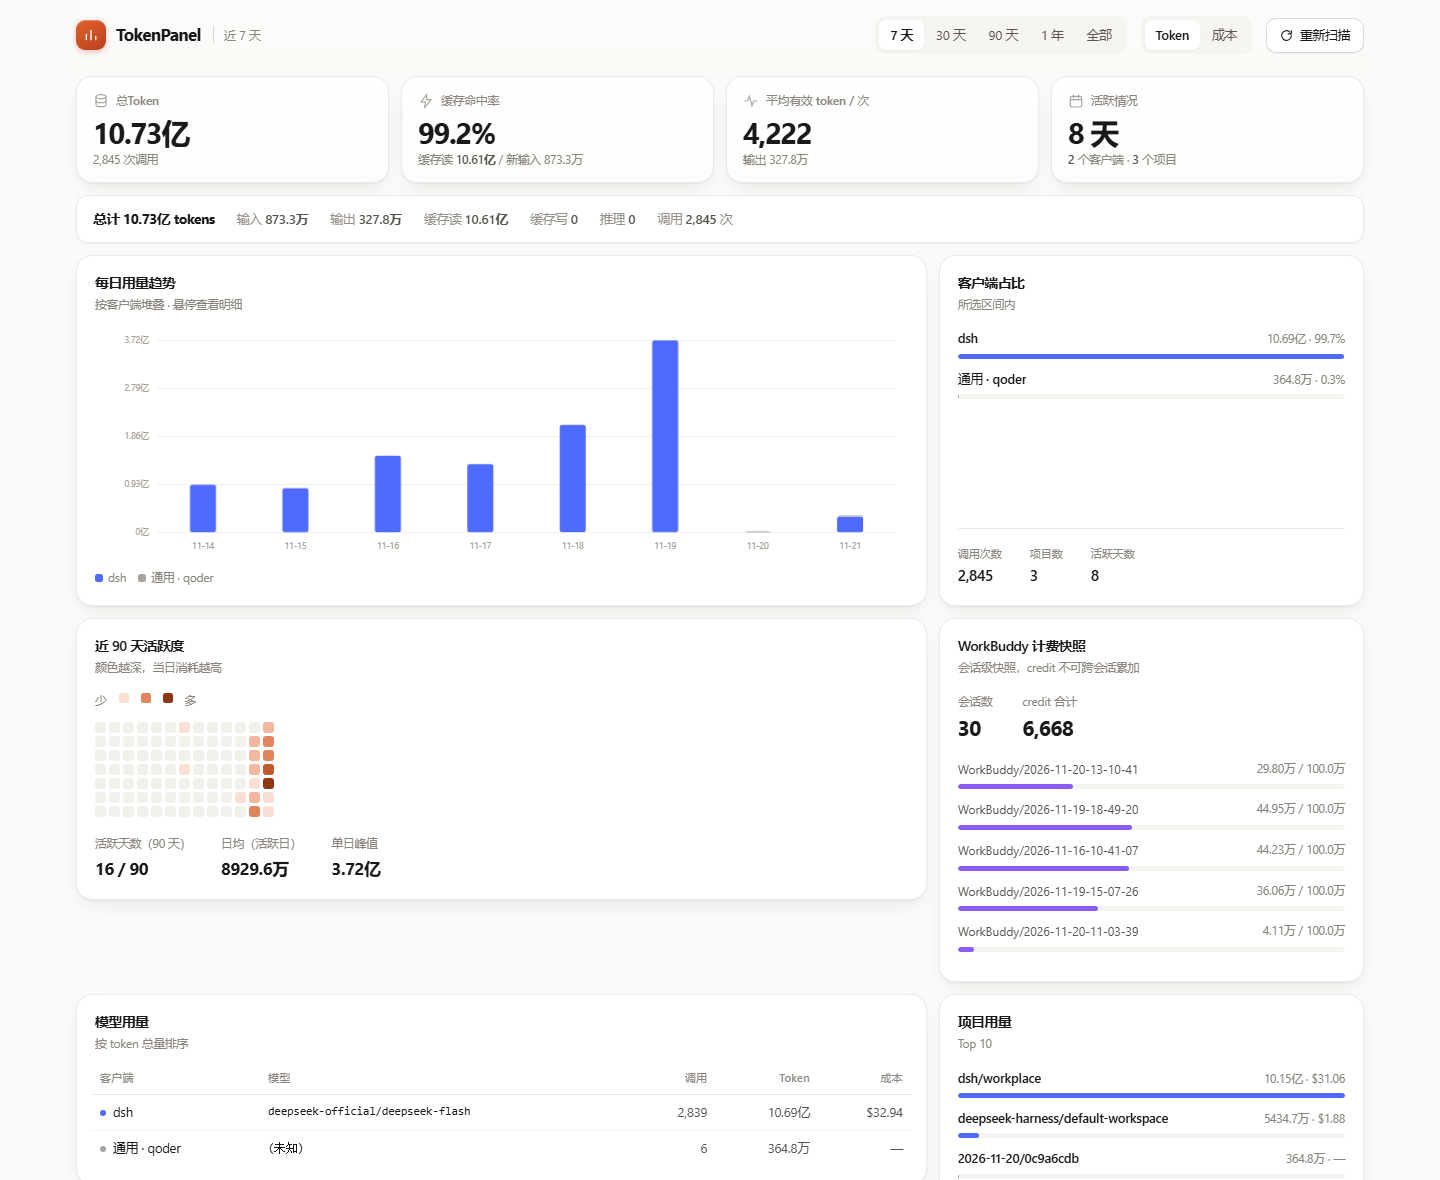 TokenPanel
近 7 天
7 天 30 天 90 天 1 年 全部
Token 成本
重新扫描
总Token
10.73亿
2,845 次调用
缓存命中率
99.2%
缓存读 10.61亿 / 新输入 873.3万
平均有效 token / 次
4,222
输出 327.8万
活跃情况
8 天
2 个客户端 · 3 个项目
总计 10.73亿 tokens 输入 873.3万 输出 327.8万 缓存读 10.61亿 缓存写 0 推理 0 调用 2,845 次
每日用量趋势
按客户端堆叠 · 悬停查看明细
3.72亿
2.79亿
1.86亿
0.93亿
0亿
11-14 11-15 11-16 11-17 11-18 11-19 11-20 11-21
dsh 通用 · qoder
客户端占比
所选区间内
dsh 10.69亿 · 99.7%
通用 · qoder 364.8万 · 0.3%
调用次数 项目数 活跃天数
2,845 3 8
近 90 天活跃度
颜色越深，当日消耗越高
少 多
活跃天数（90 天） 日均（活跃日） 单日峰值
16 / 90 8929.6万 3.72亿
WorkBuddy 计费快照
会话级快照，credit 不可跨会话累加
会话数 credit 合计
30 6,668
WorkBuddy/2026-11-20-13-10-41 29.80万 / 100.0万
WorkBuddy/2026-11-19-18-49-20 44.95万 / 100.0万
WorkBuddy/2026-11-16-10-41-07 44.23万 / 100.0万
WorkBuddy/2026-11-19-15-07-26 36.06万 / 100.0万
WorkBuddy/2026-11-20-11-03-39 4.11万 / 100.0万
模型用量
按 token 总量排序
客户端 模型 调用 Token 成本
dsh deepseek-official/deepseek-flash 2,839 10.69亿 $32.94
通用 · qoder （未知） 6 364.8万 —
项目用量
Top 10
dsh/workplace 10.15亿 · $31.06
deepseek-harness/default-workspace 5434.7万 · $1.88
2026-11-20/0c9a6cdb 364.8万 · —